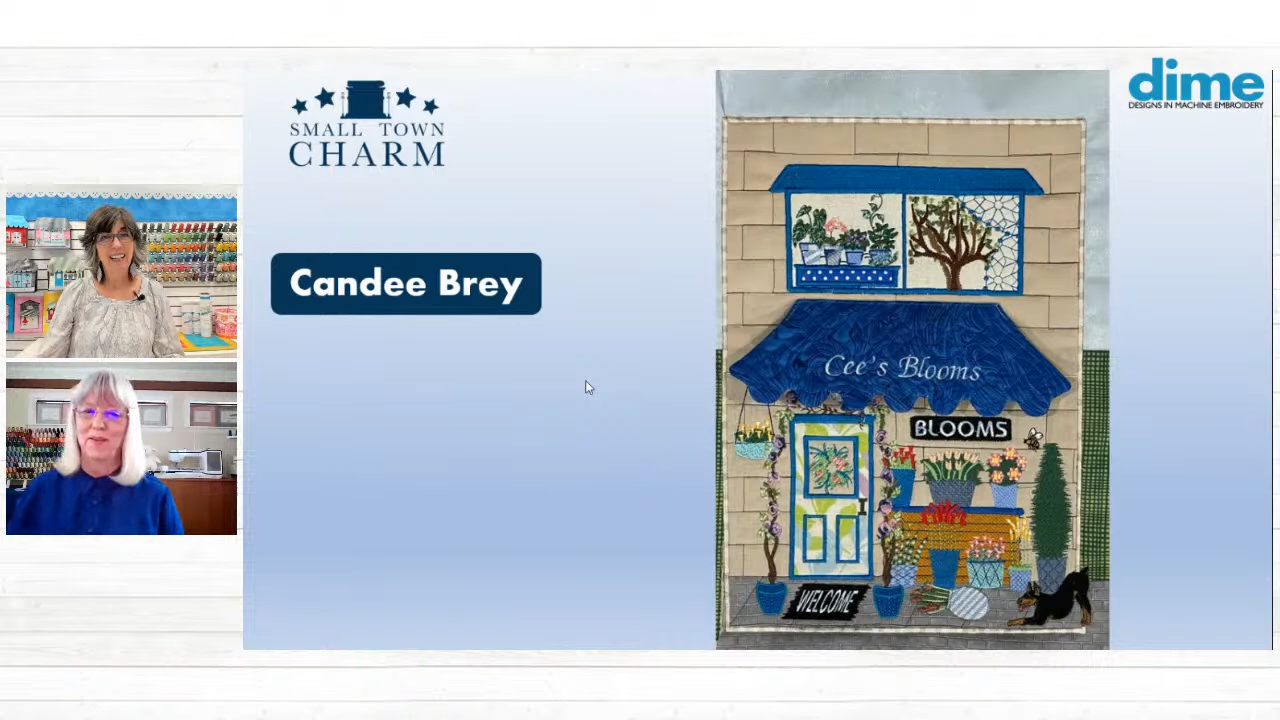 SMALL TOWN
CHARM
dime
DESIGNS IN MACHINE EMBROIDERY
Candee Brey
Cee's Blooms
BLOOMS
WELCOME